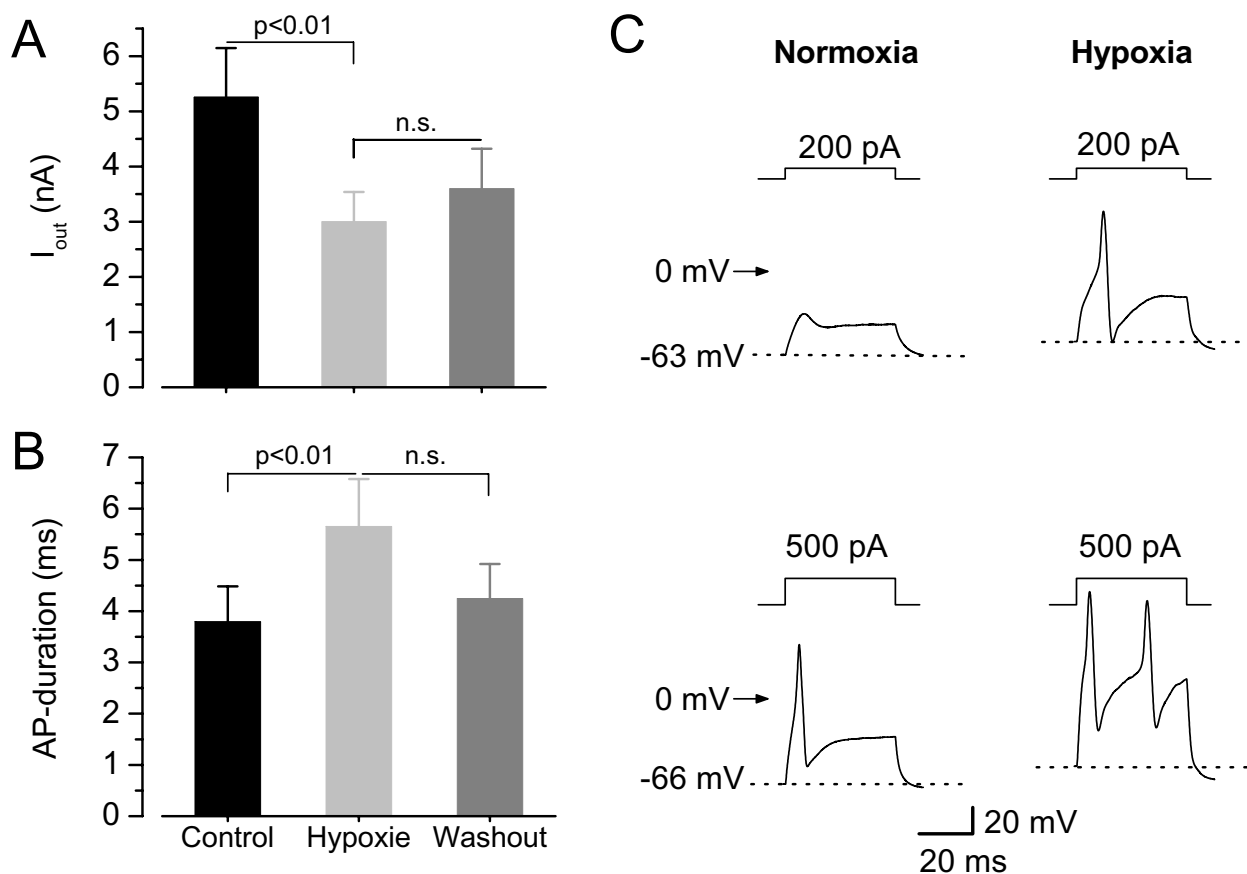 A
p<0.01
n.s.
6
5
4
3
2
1
0
I_out (nA)
B
p<0.01
n.s.
7
6
5
4
3
2
1
0
AP-duration (ms)
Control Hypoxie Washout
C
Normoxia Hypoxia
200 pA 200 pA
0 mV
-63 mV
500 pA 500 pA
0 mV
-66 mV
20 mV
20 ms